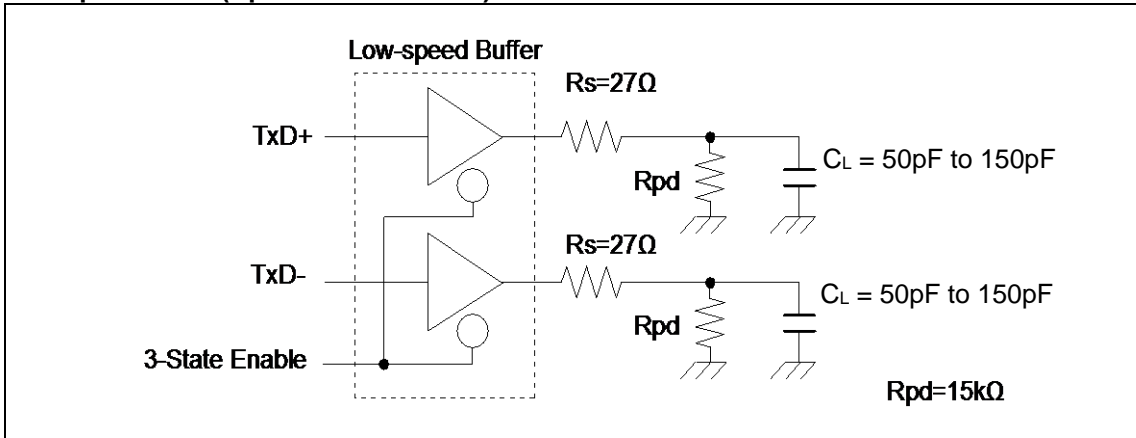 Low-speed Buffer
Rs=27Ω
TxD+
Rpd
CL = 50pF to 150pF
Rs=27Ω
TxD-
Rpd
CL = 50pF to 150pF
3-State Enable
Rpd=15kΩ